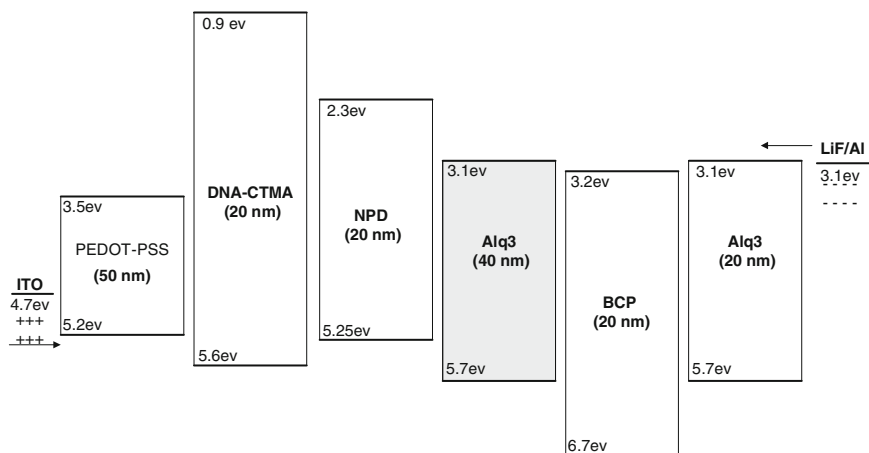 ITO
4.7ev
+++
+++
3.5ev
PEDOT-PSS
(50 nm)
5.2ev
0.9 ev
DNA-CTMA
(20 nm)
5.6ev
2.3ev
NPD
(20 nm)
5.25ev
3.1ev
Alq3
(40 nm)
5.7ev
3.2ev
BCP
(20 nm)
6.7ev
3.1ev
Alq3
(20 nm)
5.7ev
LiF/Al
3.1ev
- - - -
- - - -